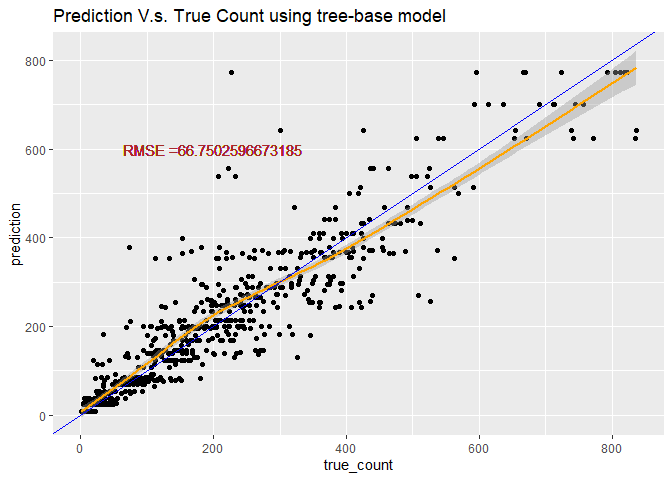 Prediction V.s. True Count using tree-base model
800
600
400
200
0
RMSE =66.7502596673185
prediction
0 200 400 600 800
true_count